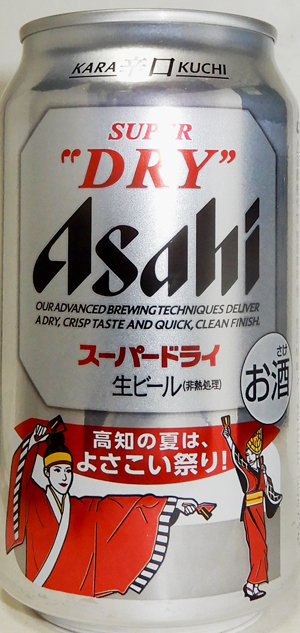 KARA 辛口 KUCHI
SUPER
"DRY"
Asahi
OUR ADVANCED BREWING TECHNIQUES DELIVER
A DRY, CRISP TASTE AND QUICK, CLEAN FINISH.
スーパードライ
生ビール(非熱処理)
さけ
お酒
高知の夏は、
よさこい祭り!